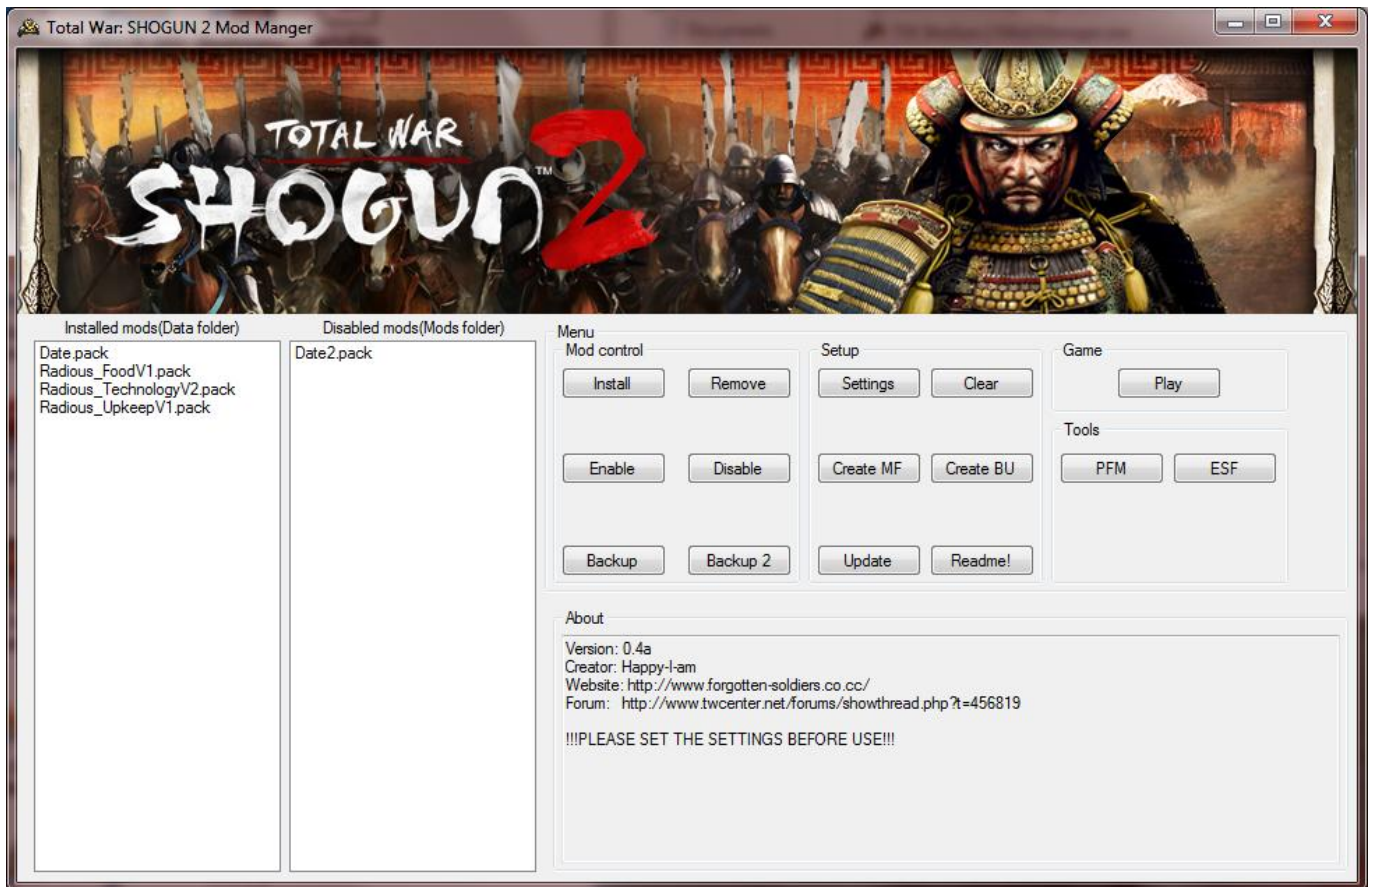 Total War: SHOGUN 2 Mod Manger
TOTAL WAR
SHOGUN 2
TM
Installed mods(Data folder)
Disabled mods(Mods folder)
Date.pack
Radious_FoodV1.pack
Radious_TechnologyV2.pack
Radious_UpkeepV1.pack
Date2.pack
Menu
Mod control
Install
Remove
Enable
Disable
Backup
Backup 2
Setup
Settings
Clear
Create MF
Create BU
Update
Readme!
Game
Play
Tools
PFM
ESF
About
Version: 0.4a
Creator: Happy-I-am
Website: http://www.forgotten-soldiers.co.cc/
Forum: http://www.twcenter.net/forums/showthread.php?t=456819
!!!PLEASE SET THE SETTINGS BEFORE USE!!!